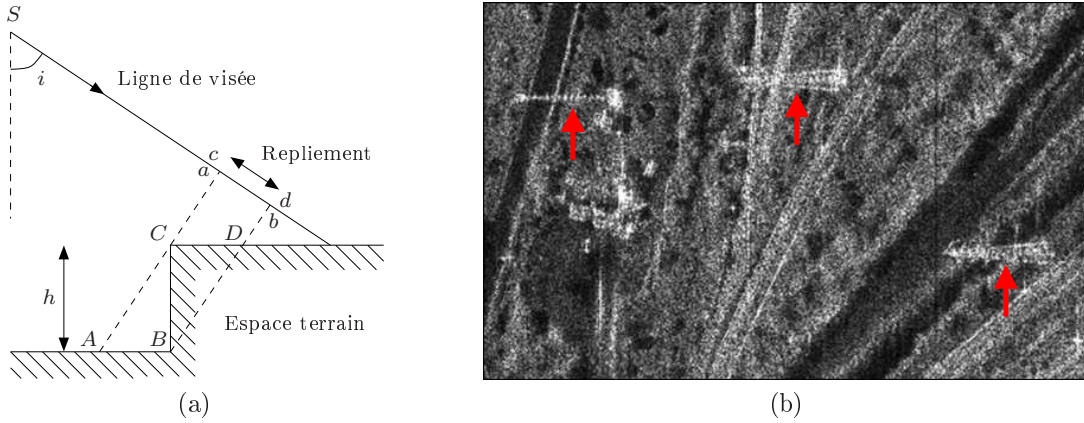 S
i
Ligne de visée
c
a
Repliement
d
b
C
D
h
Espace terrain
A
B
(a)
(b)